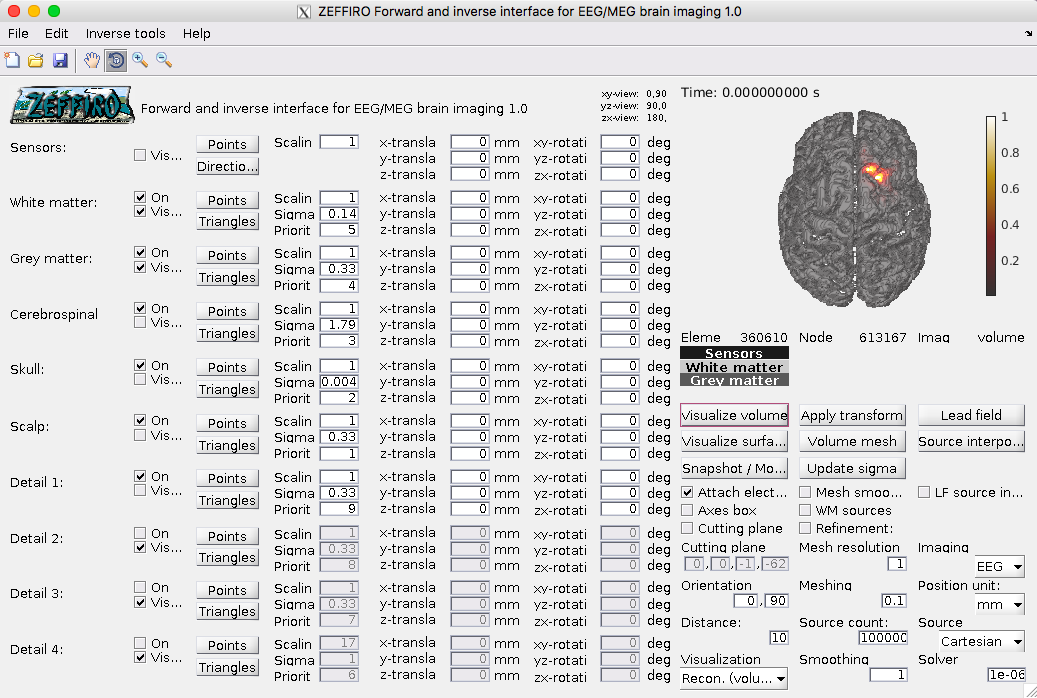 ZEFFIRO Forward and inverse interface for EEG/MEG brain imaging 1.0
File Edit Inverse tools Help
ZEFFIRO
Forward and inverse interface for EEG/MEG brain imaging 1.0
xy-view: 0,90
yz-view: 90,0
zx-view: 180,
Time: 0.000000000 s
1
0.8
0.6
0.4
0.2
Sensors: Vis... Points Scalin 1 x-transla 0 mm xy-rotati 0 deg
Directio... y-transla 0 mm yz-rotati 0 deg
z-transla 0 mm zx-rotati 0 deg
White matter: On Points Scalin 1 x-transla 0 mm xy-rotati 0 deg
Vis... Triangles Sigma 0.14 y-transla 0 mm yz-rotati 0 deg
Priorit 5 z-transla 0 mm zx-rotati 0 deg
Grey matter: On Points Scalin 1 x-transla 0 mm xy-rotati 0 deg
Vis... Triangles Sigma 0.33 y-transla 0 mm yz-rotati 0 deg
Priorit 4 z-transla 0 mm zx-rotati 0 deg
Cerebrospinal On Points Scalin 1 x-transla 0 mm xy-rotati 0 deg
Vis... Triangles Sigma 1.79 y-transla 0 mm yz-rotati 0 deg
Priorit 3 z-transla 0 mm zx-rotati 0 deg
Skull: On Points Scalin 1 x-transla 0 mm xy-rotati 0 deg
Vis... Triangles Sigma 0.004 y-transla 0 mm yz-rotati 0 deg
Priorit 2 z-transla 0 mm zx-rotati 0 deg
Scalp: On Points Scalin 1 x-transla 0 mm xy-rotati 0 deg
Vis... Triangles Sigma 0.33 y-transla 0 mm yz-rotati 0 deg
Priorit 1 z-transla 0 mm zx-rotati 0 deg
Detail 1: On Points Scalin 1 x-transla 0 mm xy-rotati 0 deg
Vis... Triangles Sigma 0.33 y-transla 0 mm yz-rotati 0 deg
Priorit 9 z-transla 0 mm zx-rotati 0 deg
Detail 2: On Points Scalin 1 x-transla 0 mm xy-rotati 0 deg
Vis... Triangles Sigma 0.33 y-transla 0 mm yz-rotati 0 deg
Priorit 8 z-transla 0 mm zx-rotati 0 deg
Detail 3: On Points Scalin 1 x-transla 0 mm xy-rotati 0 deg
Vis... Triangles Sigma 0.33 y-transla 0 mm yz-rotati 0 deg
Priorit 7 z-transla 0 mm zx-rotati 0 deg
Detail 4: On Points Scalin 17 x-transla 0 mm xy-rotati 0 deg
Vis... Triangles Sigma 1 y-transla 0 mm yz-rotati 0 deg
Priorit 6 z-transla 0 mm zx-rotati 0 deg
Eleme 360610 Node 613167 Imag volume
Sensors
White matter
Grey matter
Visualize volume Apply transform Lead field
Visualize surfa... Volume mesh Source interpo...
Snapshot / Mo... Update sigma
Attach elect... Mesh smoo... LF source in...
Axes box WM sources
Cutting plane Refinement:
Cutting plane Mesh resolution Imaging
0 , 0 , -1 , -62 1 EEG
Orientation Meshing Position unit:
0 , 90 0.1 mm
Distance: Source count: Source
10 100000 Cartesian
Visualization Smoothing Solver
Recon. (volu... 1 1e-06